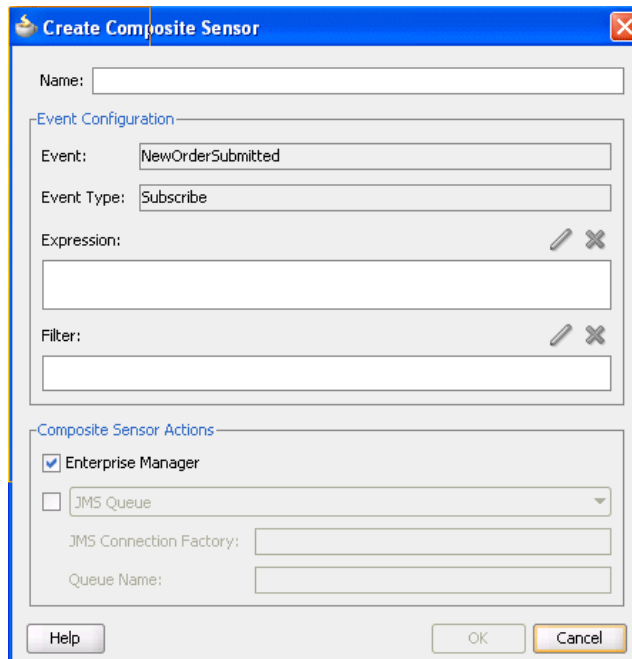 Create Composite Sensor
Name:
Event Configuration
Event: NewOrderSubmitted
Event Type: Subscribe
Expression:
Filter:
Composite Sensor Actions
Enterprise Manager
JMS Queue
JMS Connection Factory:
Queue Name:
Help OK Cancel